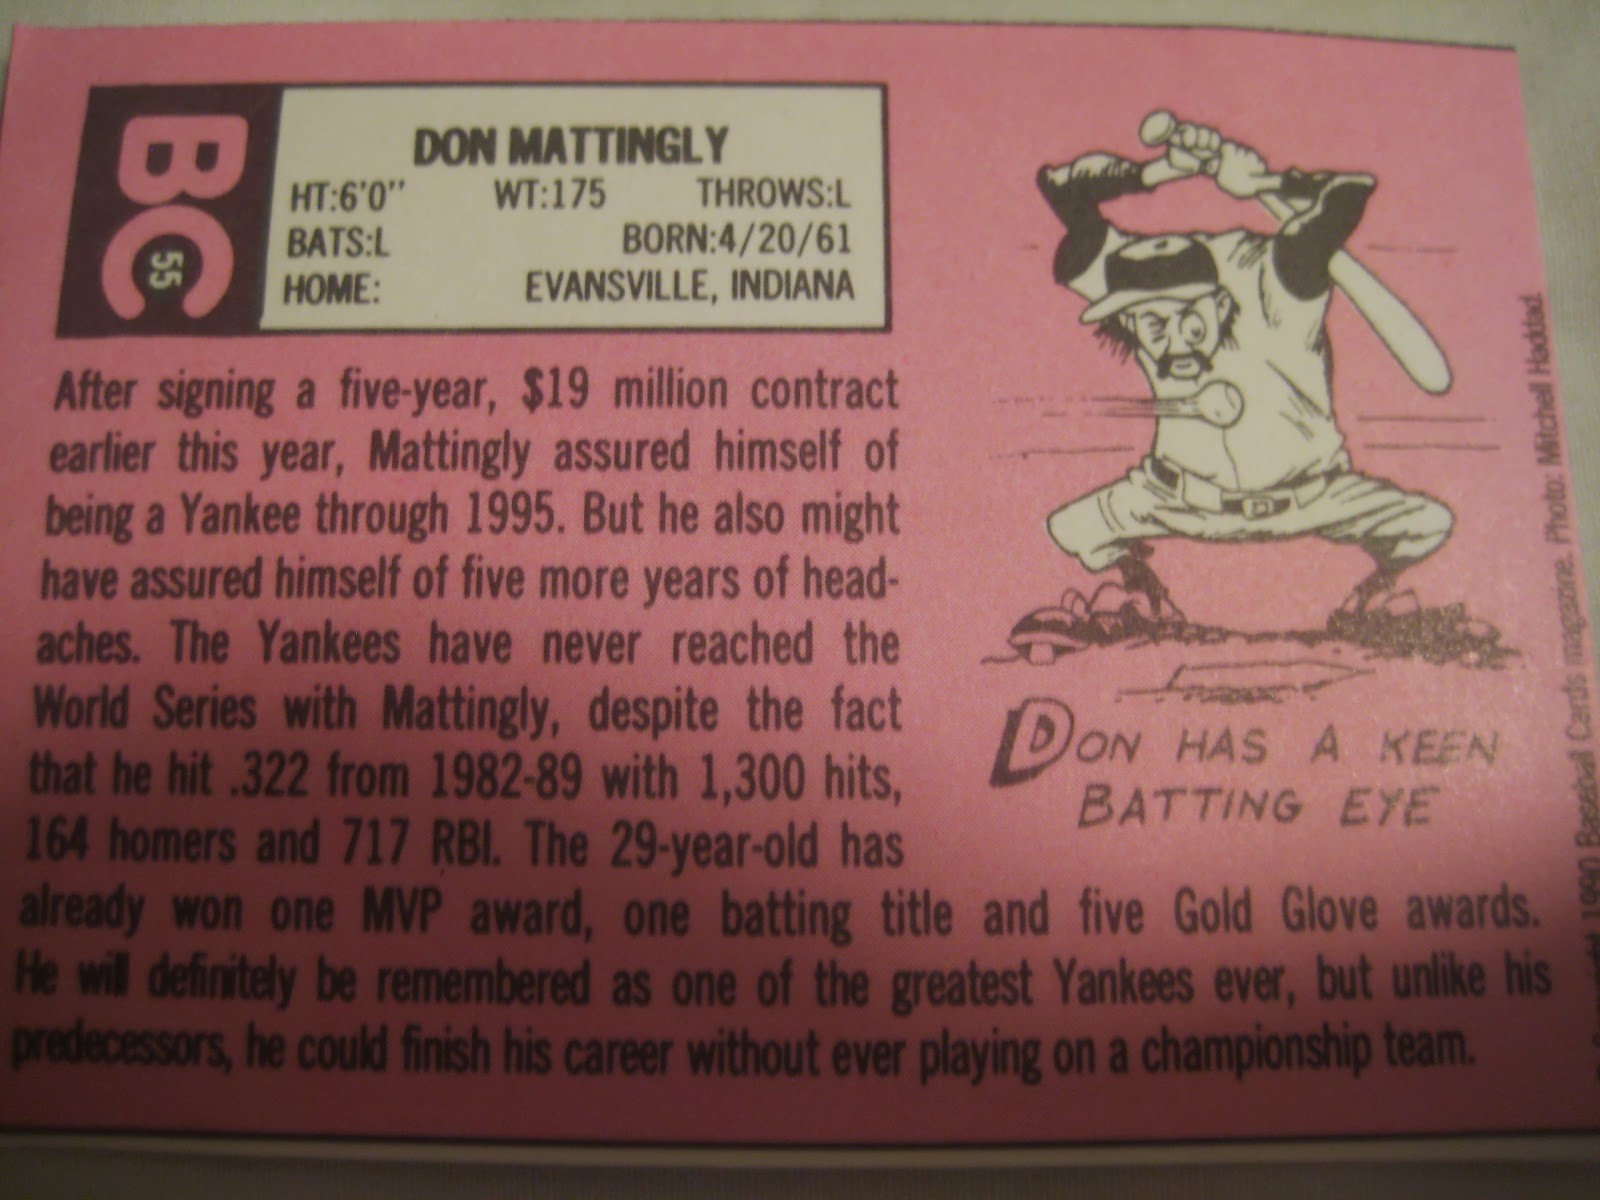 BC
55
DON MATTINGLY
HT:6'0" WT:175 THROWS:L
BATS:L BORN:4/20/61
HOME: EVANSVILLE, INDIANA
After signing a five-year, $19 million contract
earlier this year, Mattingly assured himself of
being a Yankee through 1995. But he also might
have assured himself of five more years of head-
aches. The Yankees have never reached the
World Series with Mattingly, despite the fact
that he hit .322 from 1982-89 with 1,300 hits,
164 homers and 717 RBI. The 29-year-old has
already won one MVP award, one batting title and five Gold Glove awards.
He will definitely be remembered as one of the greatest Yankees ever, but unlike his
predecessors, he could finish his career without ever playing on a championship team.
DON HAS A KEEN
BATTING EYE
1990 Baseball Cards magazine. Photo: Mitchell Haddad.